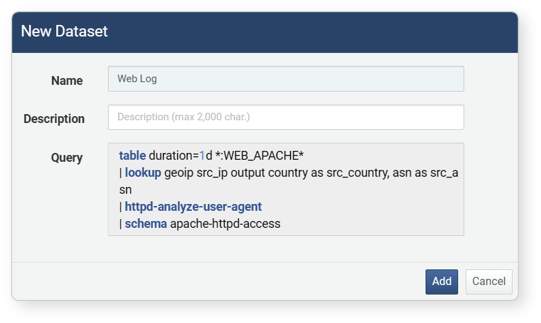 New Dataset
Name
Web Log
Description
Description (max 2,000 char.)
Query
table duration=1d *:WEB_APACHE*
| lookup geoip src_ip output country as src_country, asn as src_a
sn
| httpd-analyze-user-agent
| schema apache-httpd-access
Add
Cancel